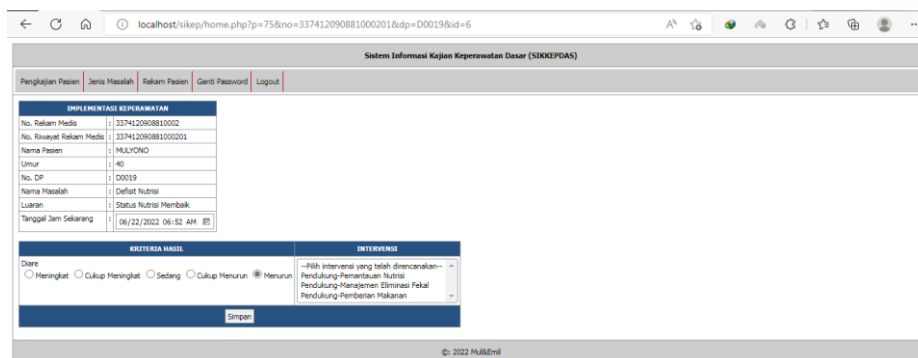 localhost/sikep/home.php?p=75&no=337412090881000201&dp=D0019&id=6
Sistem Informasi Kajian Keperawatan Dasar (SIKKEPDAS)
Pengkajian Pasien Jenis Masalah Rekam Pasien Ganti Password Logout
IMPLEMENTASI KEPERAWATAN
No. Rekam Medis : 3374120908810002
No. Riwayat Rekam Medis : 337412090881000201
Nama Pasien : MULYONO
Umur : 40
No. DP : D0019
Nama Masalah : Defisit Nutrisi
Luaran : Status Nutrisi Membaik
Tanggal Jam Sekarang : 06/22/2022 06:52 AM
KRITERIA HASIL INTERVENSI
Diare
Meningkat Cukup Meningkat Sedang Cukup Menurun Menurun
--Pilih intervensi yang telah direncanakan--
Pendukung-Pemantauan Nutrisi
Pendukung-Manajemen Eliminasi Fekal
Pendukung-Pemberian Makanan
Simpan
©: 2022 Mulik&Emil